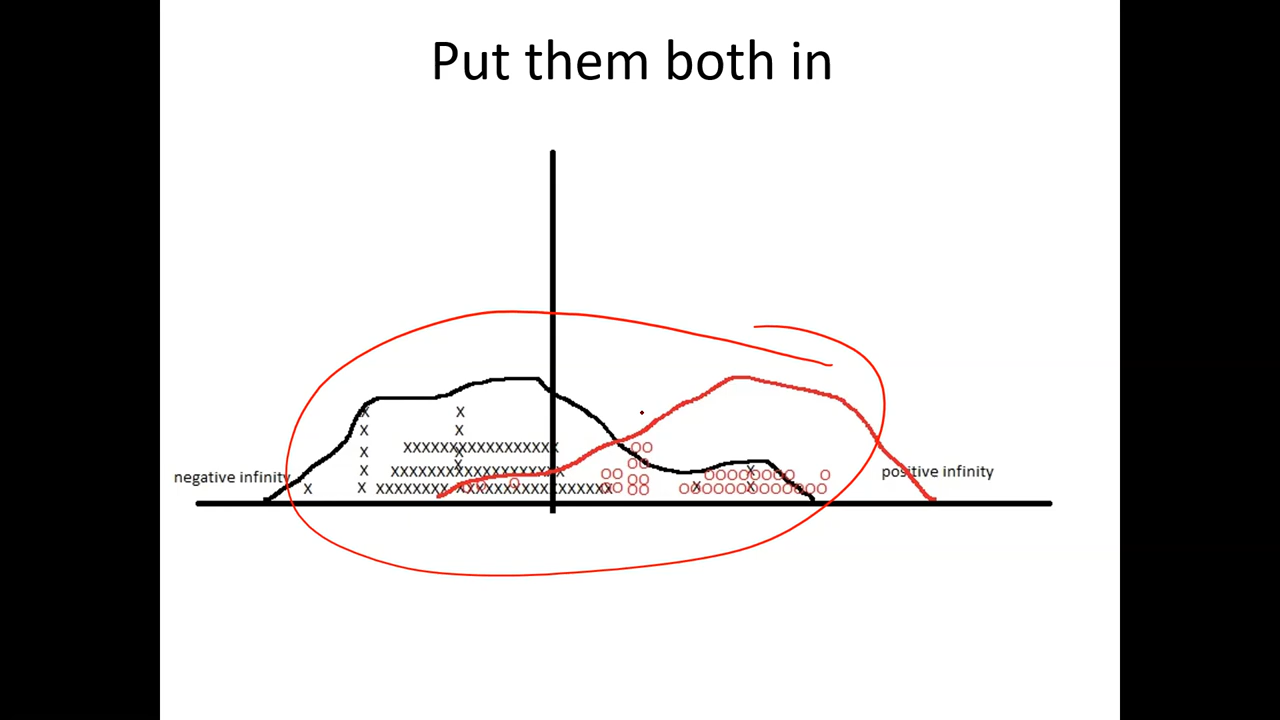 Put them both in
negative infinity
positive infinity